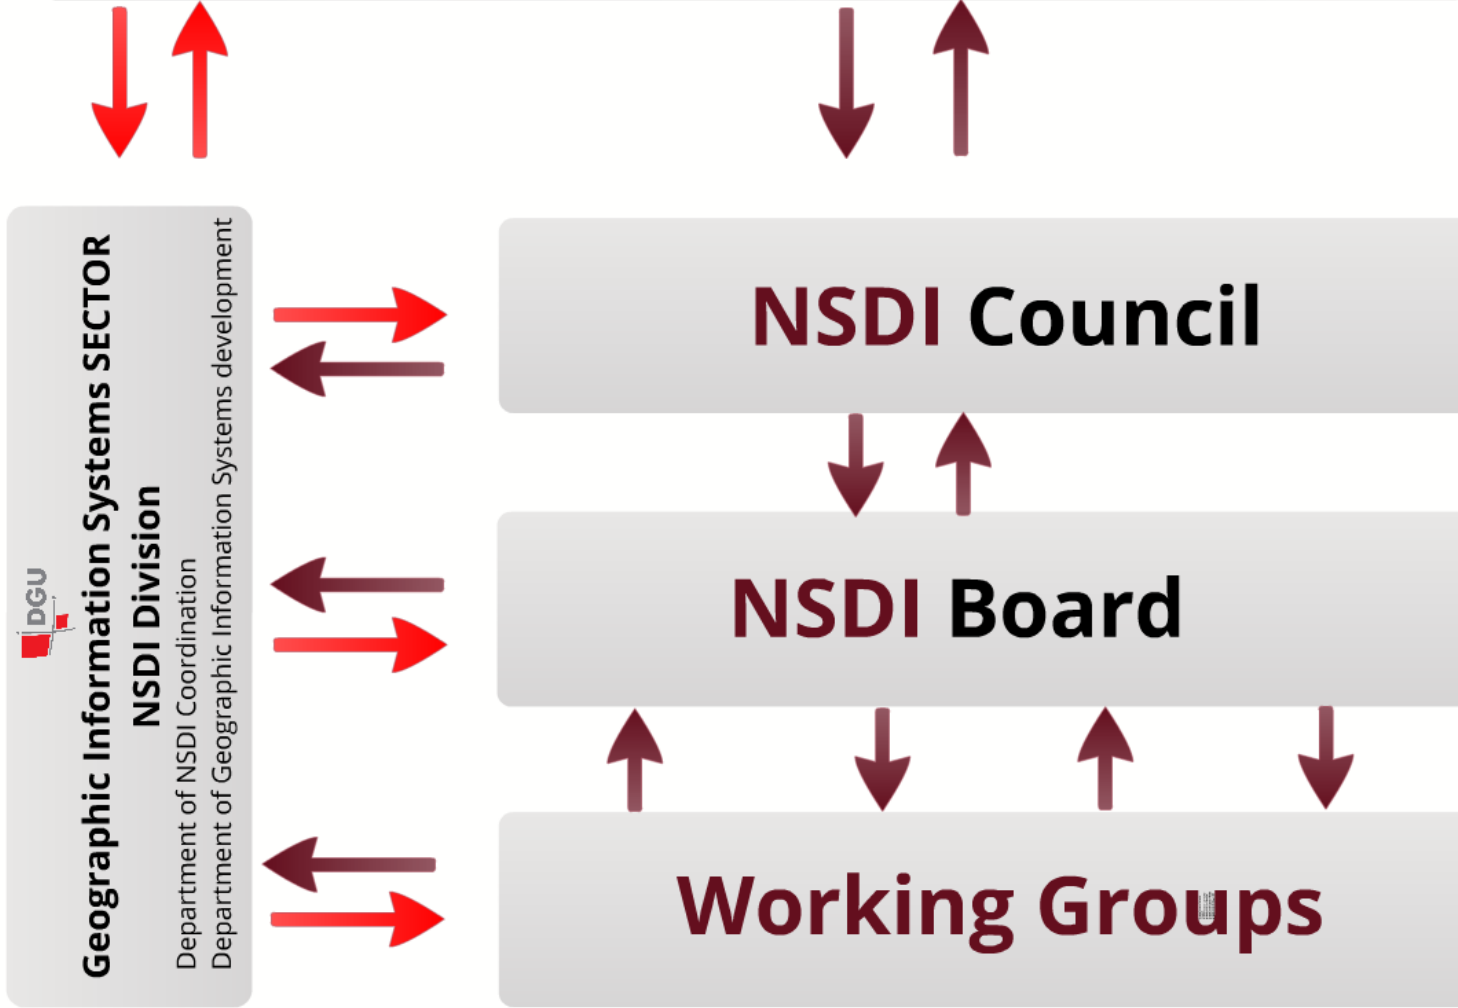 DGU
Geographic Information Systems SECTOR
NSDI Division
Department of NSDI Coordination
Department of Geographic Information Systems development
NSDI Council
NSDI Board
Working Groups